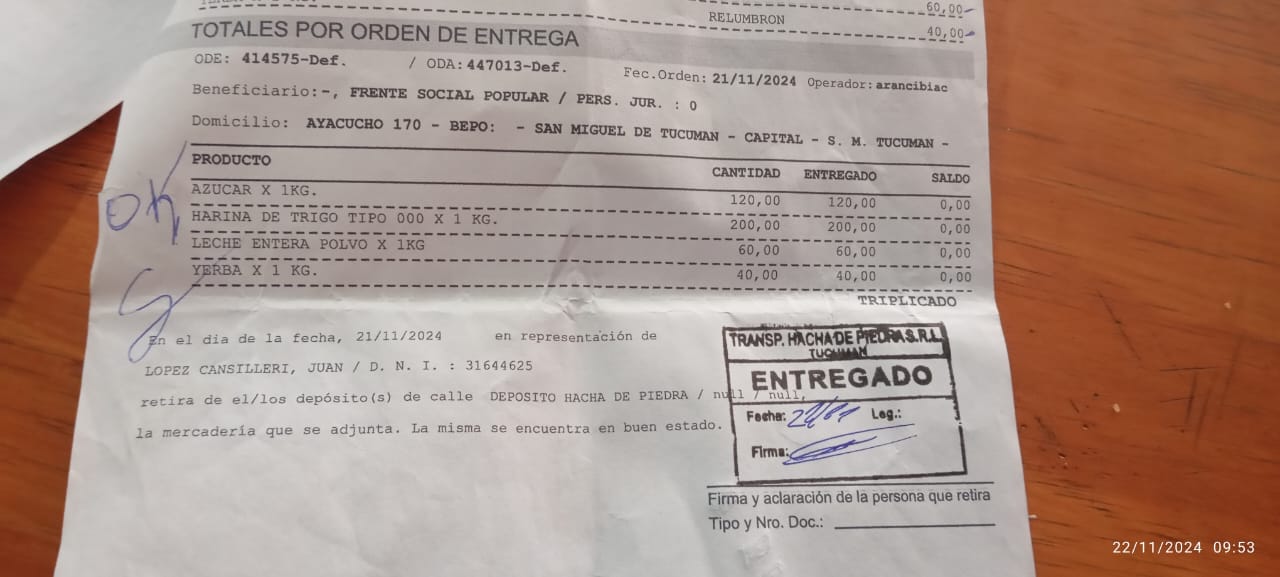 60,00
RELUMBRON
40,00
TOTALES POR ORDEN DE ENTREGA
ODE: 414575-Def. / ODA: 447013-Def. Fec.Orden: 21/11/2024 Operador: arancibiac
Beneficiario:-, FRENTE SOCIAL POPULAR / PERS. JUR. : 0
Domicilio: AYACUCHO 170 - BEPO: - SAN MIGUEL DE TUCUMAN - CAPITAL - S. M. TUCUMAN -
PRODUCTO CANTIDAD ENTREGADO SALDO
AZUCAR X 1KG. 120,00 120,00 0,00
HARINA DE TRIGO TIPO 000 X 1 KG. 200,00 200,00 0,00
LECHE ENTERA POLVO X 1KG 60,00 60,00 0,00
YERBA X 1 KG. 40,00 40,00 0,00
OK
TRIPLICADO
En el dia de la fecha, 21/11/2024 en representación de
LOPEZ CANSILLERI, JUAN / D. N. I. : 31644625
retira de el/los depósito(s) de calle DEPOSITO HACHA DE PIEDRA / null / null,
la mercadería que se adjunta. La misma se encuentra en buen estado.
TRANSP. HACHA DE PIEDRA S.R.L.
TUCUMAN
ENTREGADO
Fecha: Leg.:
Firma:
Firma y aclaración de la persona que retira
Tipo y Nro. Doc.:
22/11/2024 09:53